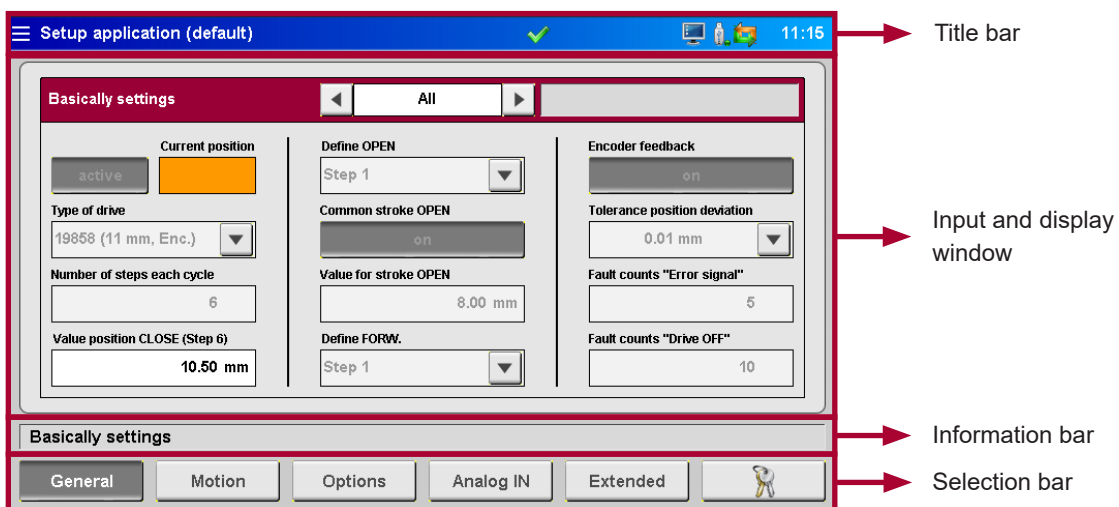 Setup application (default)
11:15
Title bar
Basically settings
All
Current position
active
Type of drive
19858 (11 mm, Enc.)
Number of steps each cycle
6
Value position CLOSE (Step 6)
10.50 mm
Define OPEN
Step 1
Common stroke OPEN
on
Value for stroke OPEN
8.00 mm
Define FORW.
Step 1
Encoder feedback
on
Tolerance position deviation
0.01 mm
Fault counts "Error signal"
5
Fault counts "Drive OFF"
10
Input and display
window
Basically settings
Information bar
General
Motion
Options
Analog IN
Extended
Selection bar